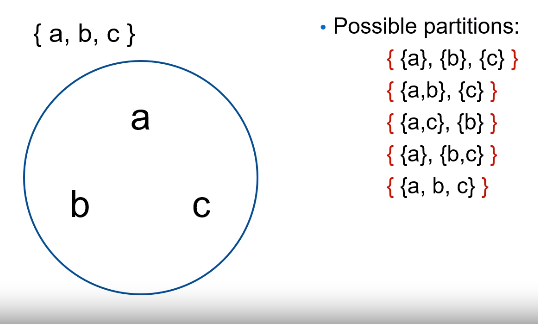 { a, b, c }
a
b
c
• Possible partitions:
{ {a}, {b}, {c} }
{ {a,b}, {c} }
{ {a,c}, {b} }
{ {a}, {b,c} }
{ {a, b, c} }